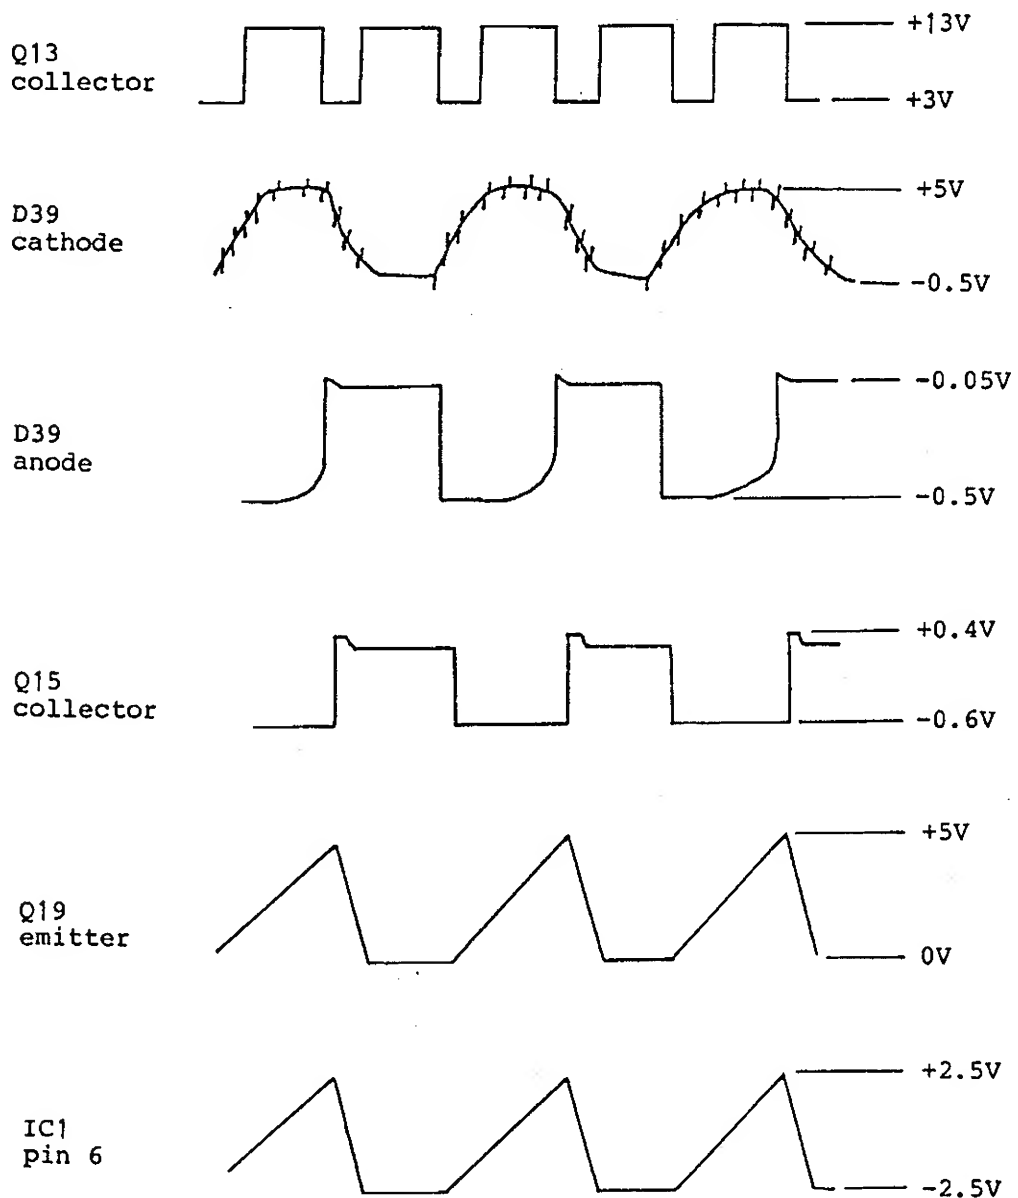 +13V
Q13
collector
+3V
+5V
D39
cathode
-0.5V
-0.05V
D39
anode
-0.5V
+0.4V
Q15
collector
-0.6V
+5V
Q19
emitter
0V
+2.5V
IC1
pin 6
-2.5V